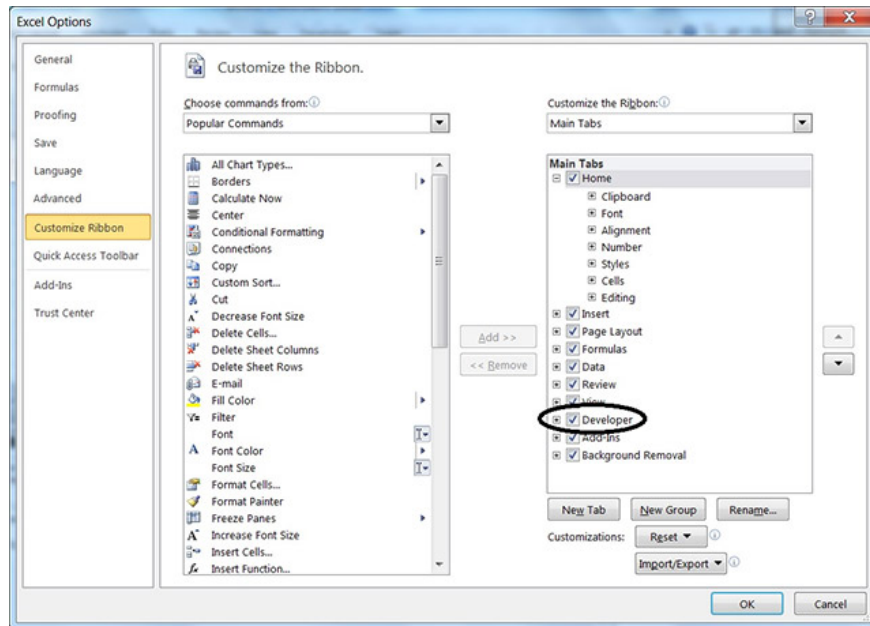 Excel Options
General
Formulas
Proofing
Save
Language
Advanced
Customize Ribbon
Quick Access Toolbar
Add-Ins
Trust Center
Customize the Ribbon.
Choose commands from:
Popular Commands
All Chart Types...
Borders
Calculate Now
Center
Conditional Formatting
Connections
Copy
Custom Sort...
Cut
Decrease Font Size
Delete Cells...
Delete Sheet Columns
Delete Sheet Rows
E-mail
Fill Color
Filter
Font
Font Color
Font Size
Format Cells...
Format Painter
Freeze Panes
Increase Font Size
Insert Cells...
Insert Function...
Add >>
<< Remove
Customize the Ribbon:
Main Tabs
Main Tabs
Home
Clipboard
Font
Alignment
Number
Styles
Cells
Editing
Insert
Page Layout
Formulas
Data
Review
View
Developer
Add-Ins
Background Removal
New Tab
New Group
Rename...
Customizations:
Reset
Import/Export
OK
Cancel